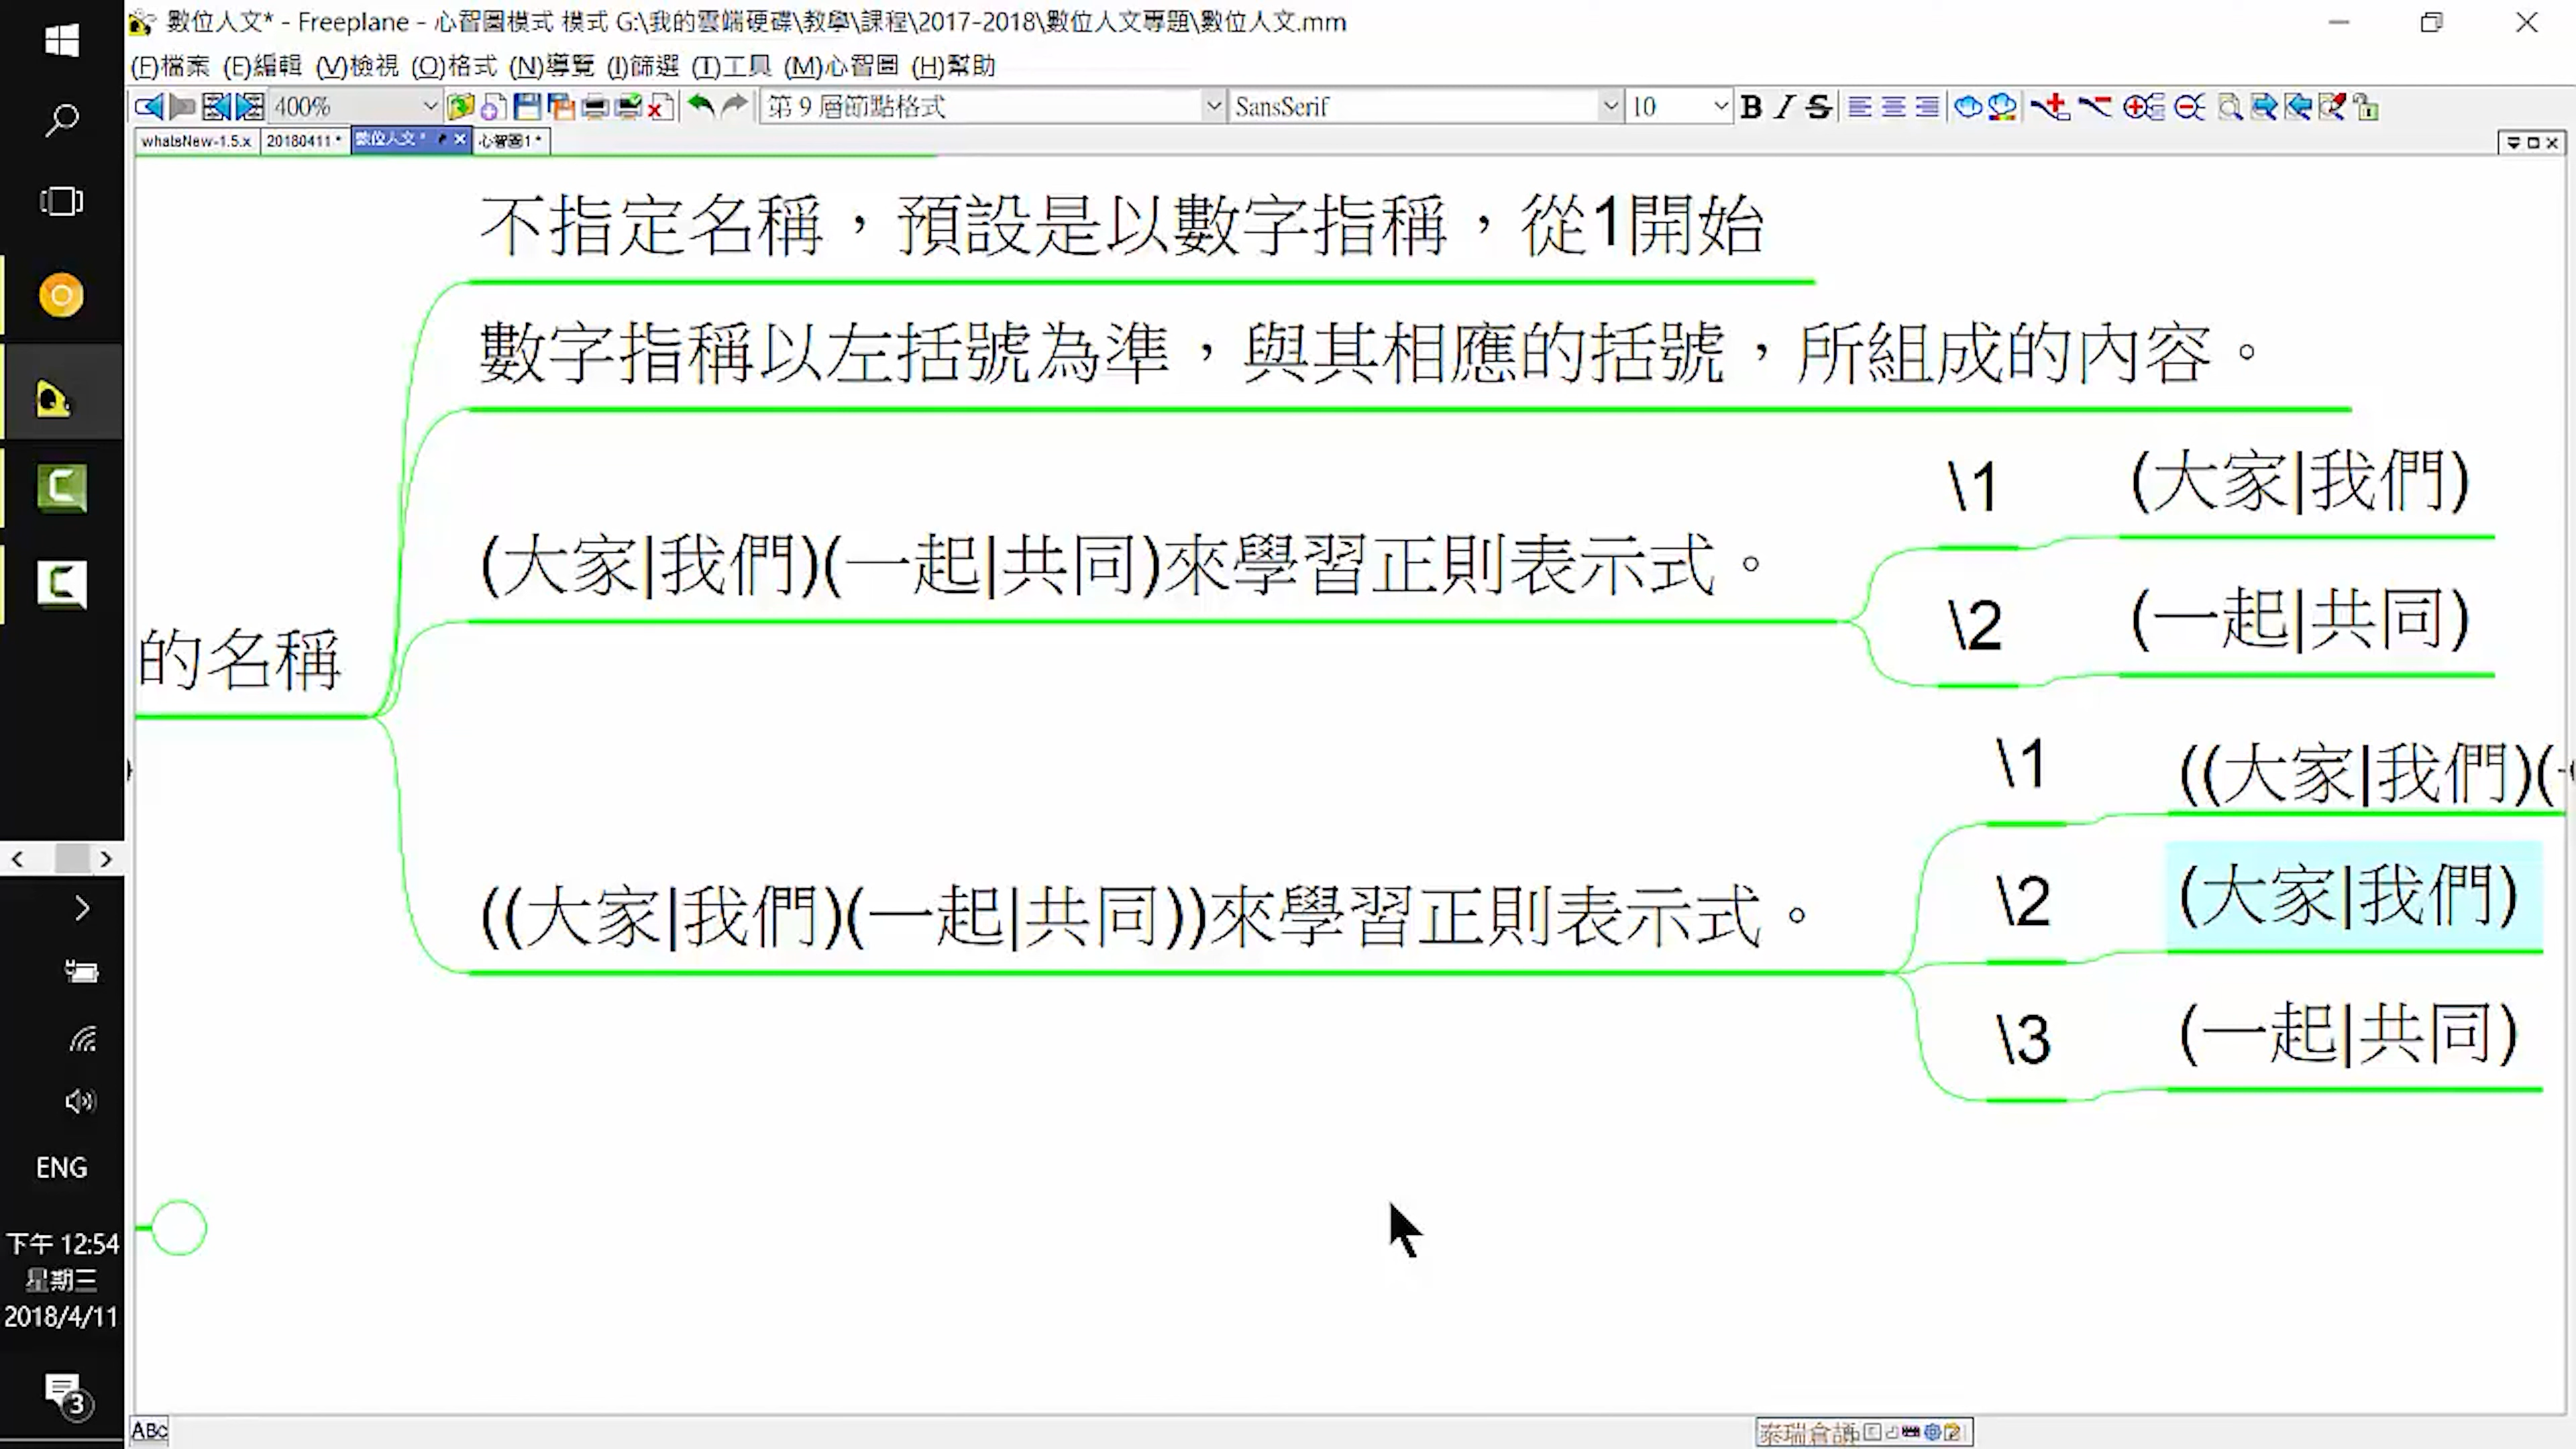 數位人文* - Freeplane - 心智圖模式 模式 G:\我的雲端硬碟\教學\課程\2017-2018\數位人文專題\數位人文.mm
(F)檔案 (E)編輯 (V)檢視 (O)格式 (N)導覽 (I)篩選 (T)工具 (M)心智圖 (H)幫助
400% 第 9 層節點格式 SansSerif 10 B I S
whatsNew-1.5.x 20180411 * 數位人文 * 心智圖1 *
不指定名稱，預設是以數字指稱，從1開始
數字指稱以左括號為準，與其相應的括號，所組成的內容。
\1 (大家|我們)
(大家|我們)(一起|共同)來學習正則表示式。
\2 (一起|共同)
的名稱
\1 ((大家|我們)(
((大家|我們)(一起|共同))來學習正則表示式。
\2 (大家|我們)
\3 (一起|共同)
ENG
下午 12:54
星期三
2018/4/11
3
ABc